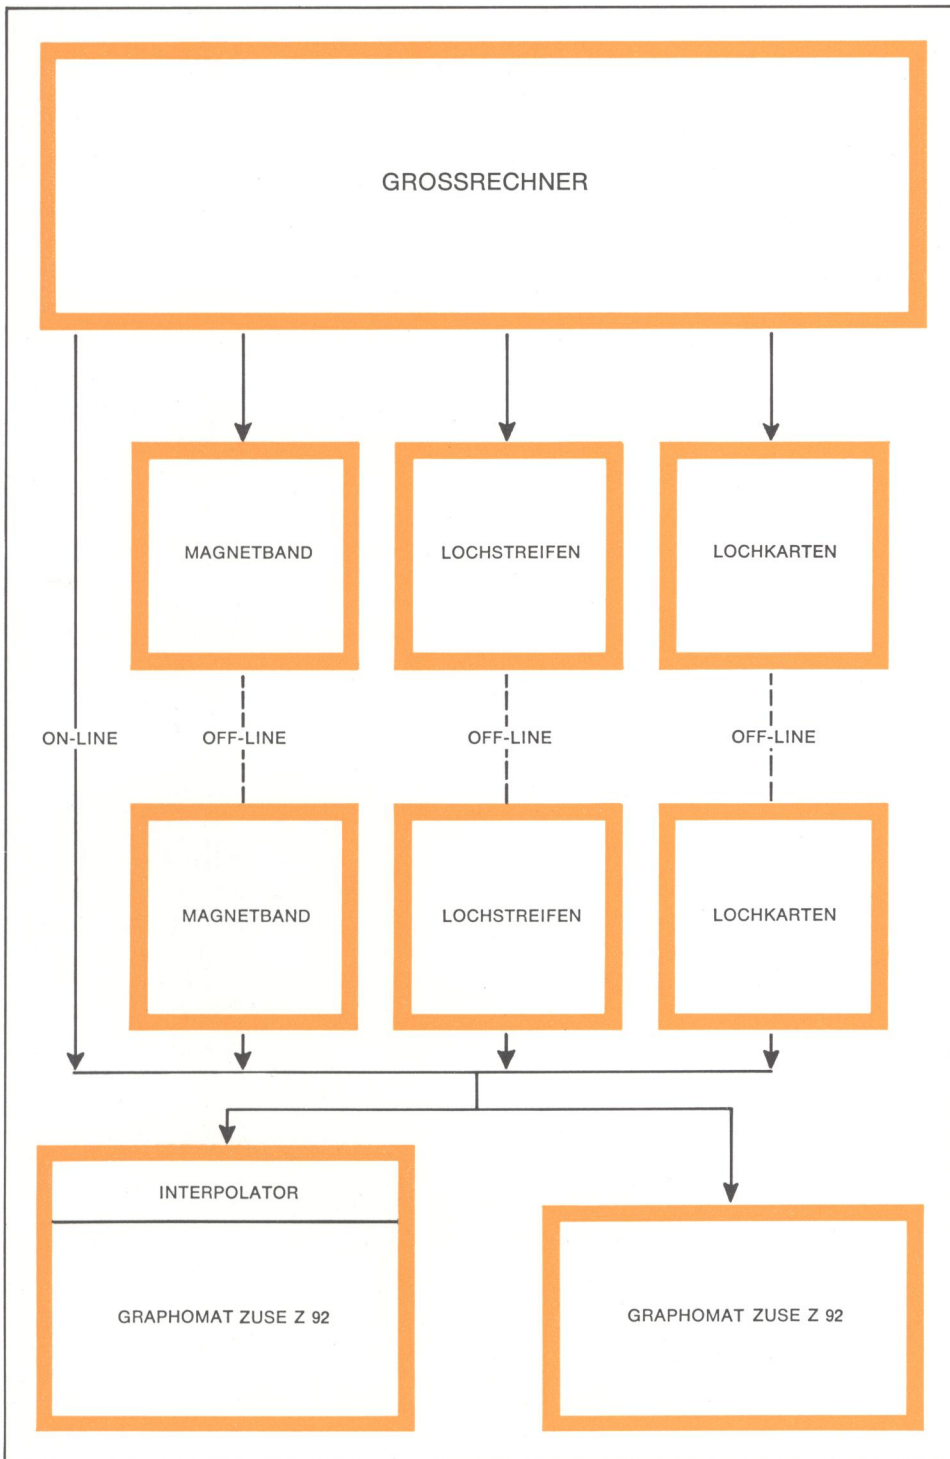 GROSSRECHNER
MAGNETBAND
LOCHSTREIFEN
LOCHKARTEN
ON-LINE
OFF-LINE
OFF-LINE
OFF-LINE
MAGNETBAND
LOCHSTREIFEN
LOCHKARTEN
INTERPOLATOR
GRAPHOMAT ZUSE Z 92
GRAPHOMAT ZUSE Z 92